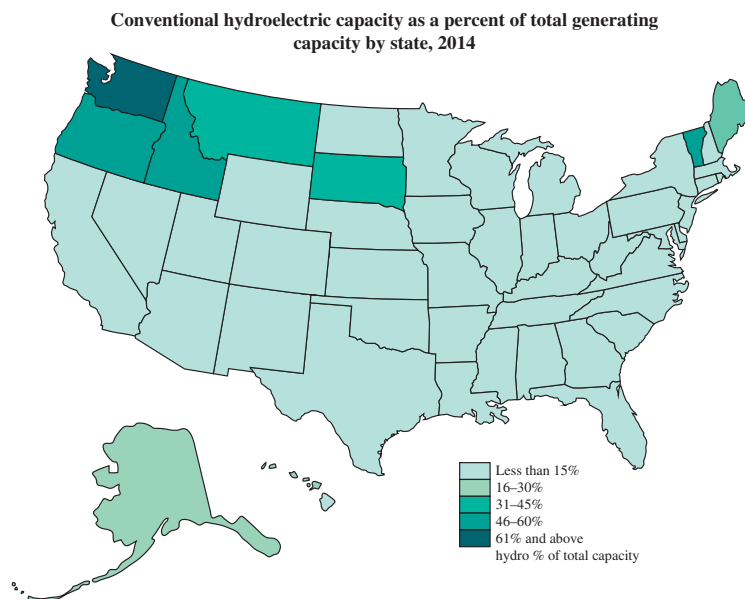 Conventional hydroelectric capacity as a percent of total generating
capacity by state, 2014
Less than 15%
16–30%
31–45%
46–60%
61% and above
hydro % of total capacity